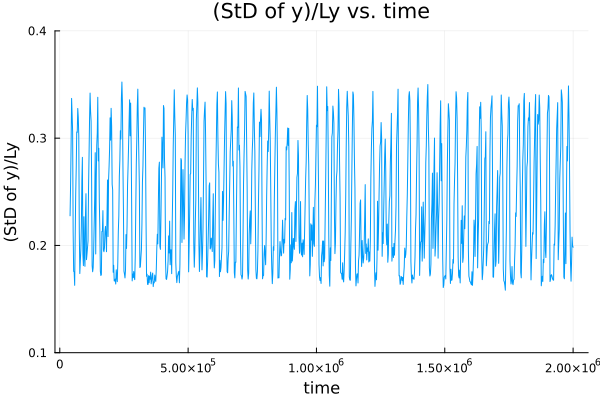 (StD of y)/Ly vs. time
0.4
0.3
0.2
0.1
(StD of y)/Ly
0 5.00×10⁵ 1.00×10⁶ 1.50×10⁶ 2.00×10⁶
time